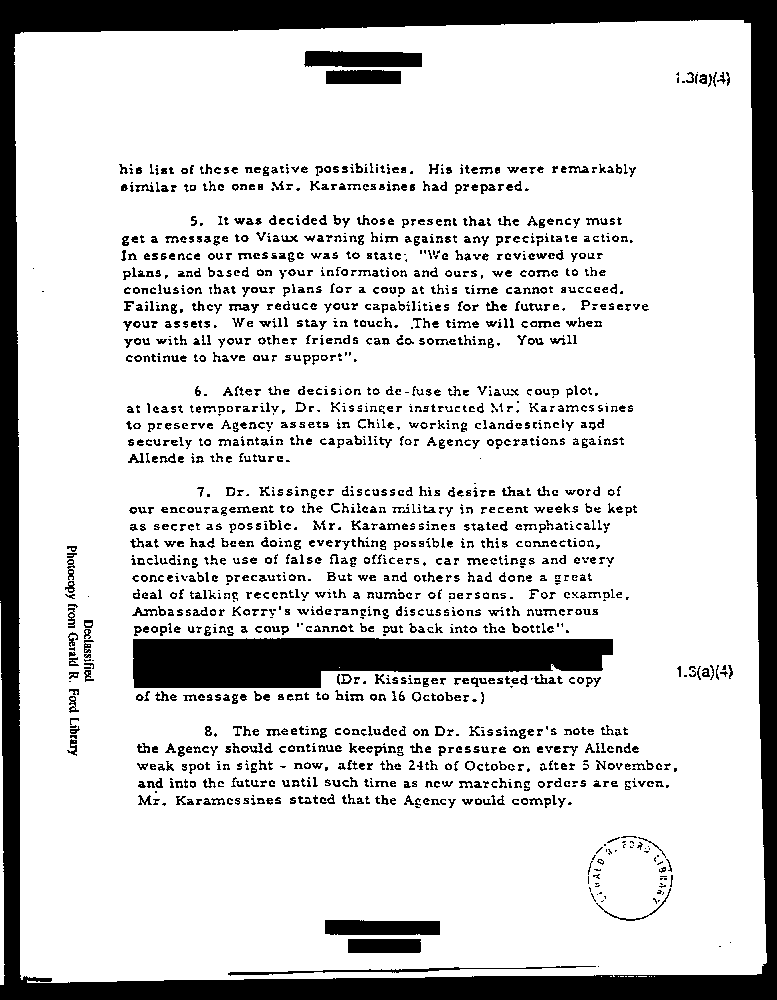 1.3(a)(4)
his list of these negative possibilities. His items were remarkably
similar to the ones Mr. Karamessines had prepared.
5. It was decided by those present that the Agency must
get a message to Viaux warning him against any precipitate action.
In essence our message was to state: "We have reviewed your
plans, and based on your information and ours, we come to the
conclusion that your plans for a coup at this time cannot succeed.
Failing, they may reduce your capabilities for the future. Preserve
your assets. We will stay in touch. The time will come when
you with all your other friends can do something. You will
continue to have our support".
6. After the decision to de-fuse the Viaux coup plot,
at least temporarily, Dr. Kissinger instructed Mr. Karamessines
to preserve Agency assets in Chile, working clandestinely and
securely to maintain the capability for Agency operations against
Allende in the future.
7. Dr. Kissinger discussed his desire that the word of
our encouragement to the Chilean military in recent weeks be kept
as secret as possible. Mr. Karamessines stated emphatically
that we had been doing everything possible in this connection,
including the use of false flag officers, car meetings and every
conceivable precaution. But we and others had done a great
deal of talking recently with a number of persons. For example,
Ambassador Korry's wideranging discussions with numerous
people urging a coup "cannot be put back into the bottle".
1.3(a)(4)
(Dr. Kissinger requested that copy
of the message be sent to him on 16 October.)
8. The meeting concluded on Dr. Kissinger's note that
the Agency should continue keeping the pressure on every Allende
weak spot in sight - now, after the 24th of October, after 5 November,
and into the future until such time as new marching orders are given.
Mr. Karamessines stated that the Agency would comply.
Declassified
Photocopy from Gerald R. Ford Library
GERALD R. FORD LIBRARY